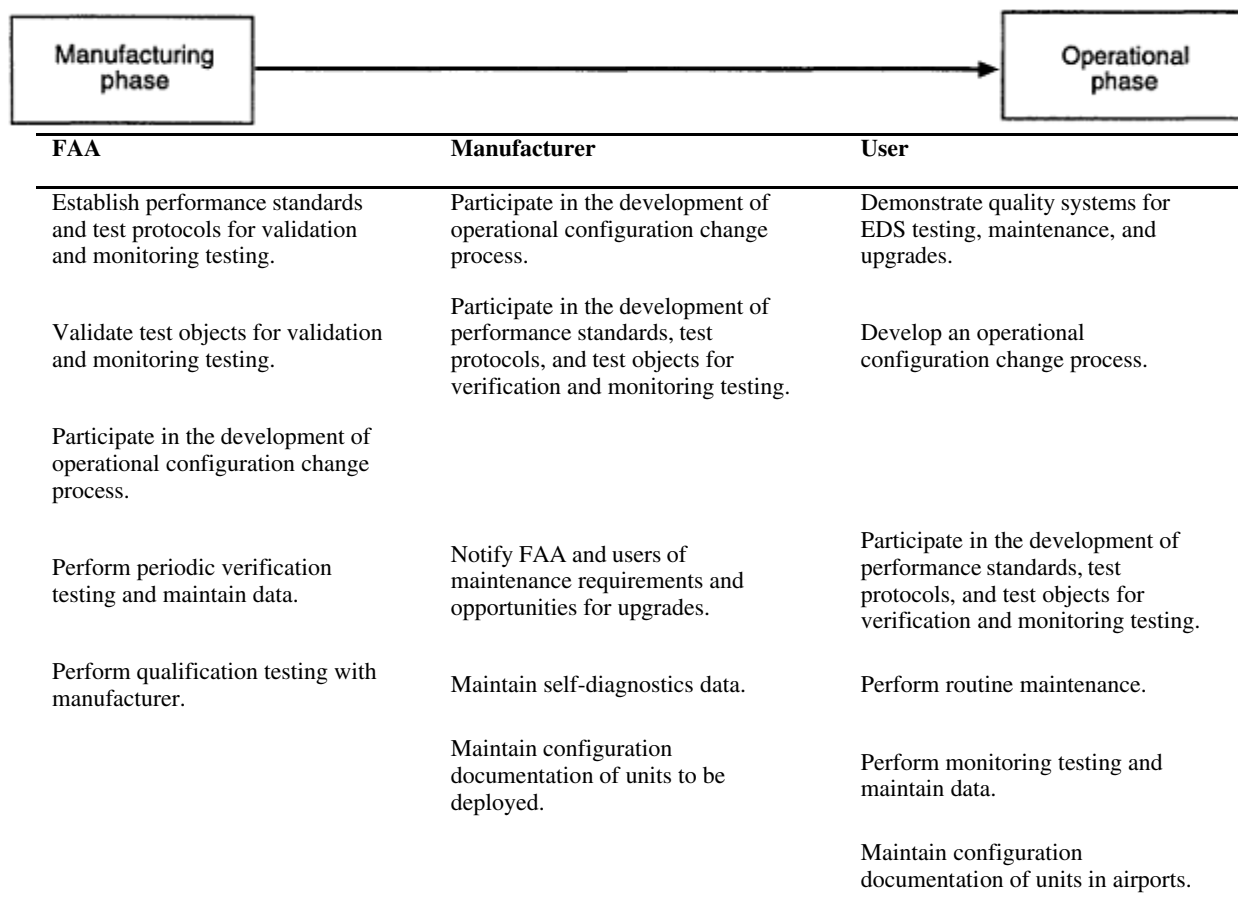 Manufacturing
phase
Operational
phase
FAA
Manufacturer
User
Establish performance standards
and test protocols for validation
and monitoring testing.
Participate in the development of
operational configuration change
process.
Demonstrate quality systems for
EDS testing, maintenance, and
upgrades.
Validate test objects for validation
and monitoring testing.
Participate in the development of
performance standards, test
protocols, and test objects for
verification and monitoring testing.
Develop an operational
configuration change process.
Participate in the development of
operational configuration change
process.
Perform periodic verification
testing and maintain data.
Notify FAA and users of
maintenance requirements and
opportunities for upgrades.
Participate in the development of
performance standards, test
protocols, and test objects for
verification and monitoring testing.
Perform qualification testing with
manufacturer.
Maintain self-diagnostics data.
Perform routine maintenance.
Maintain configuration
documentation of units to be
deployed.
Perform monitoring testing and
maintain data.
Maintain configuration
documentation of units in airports.